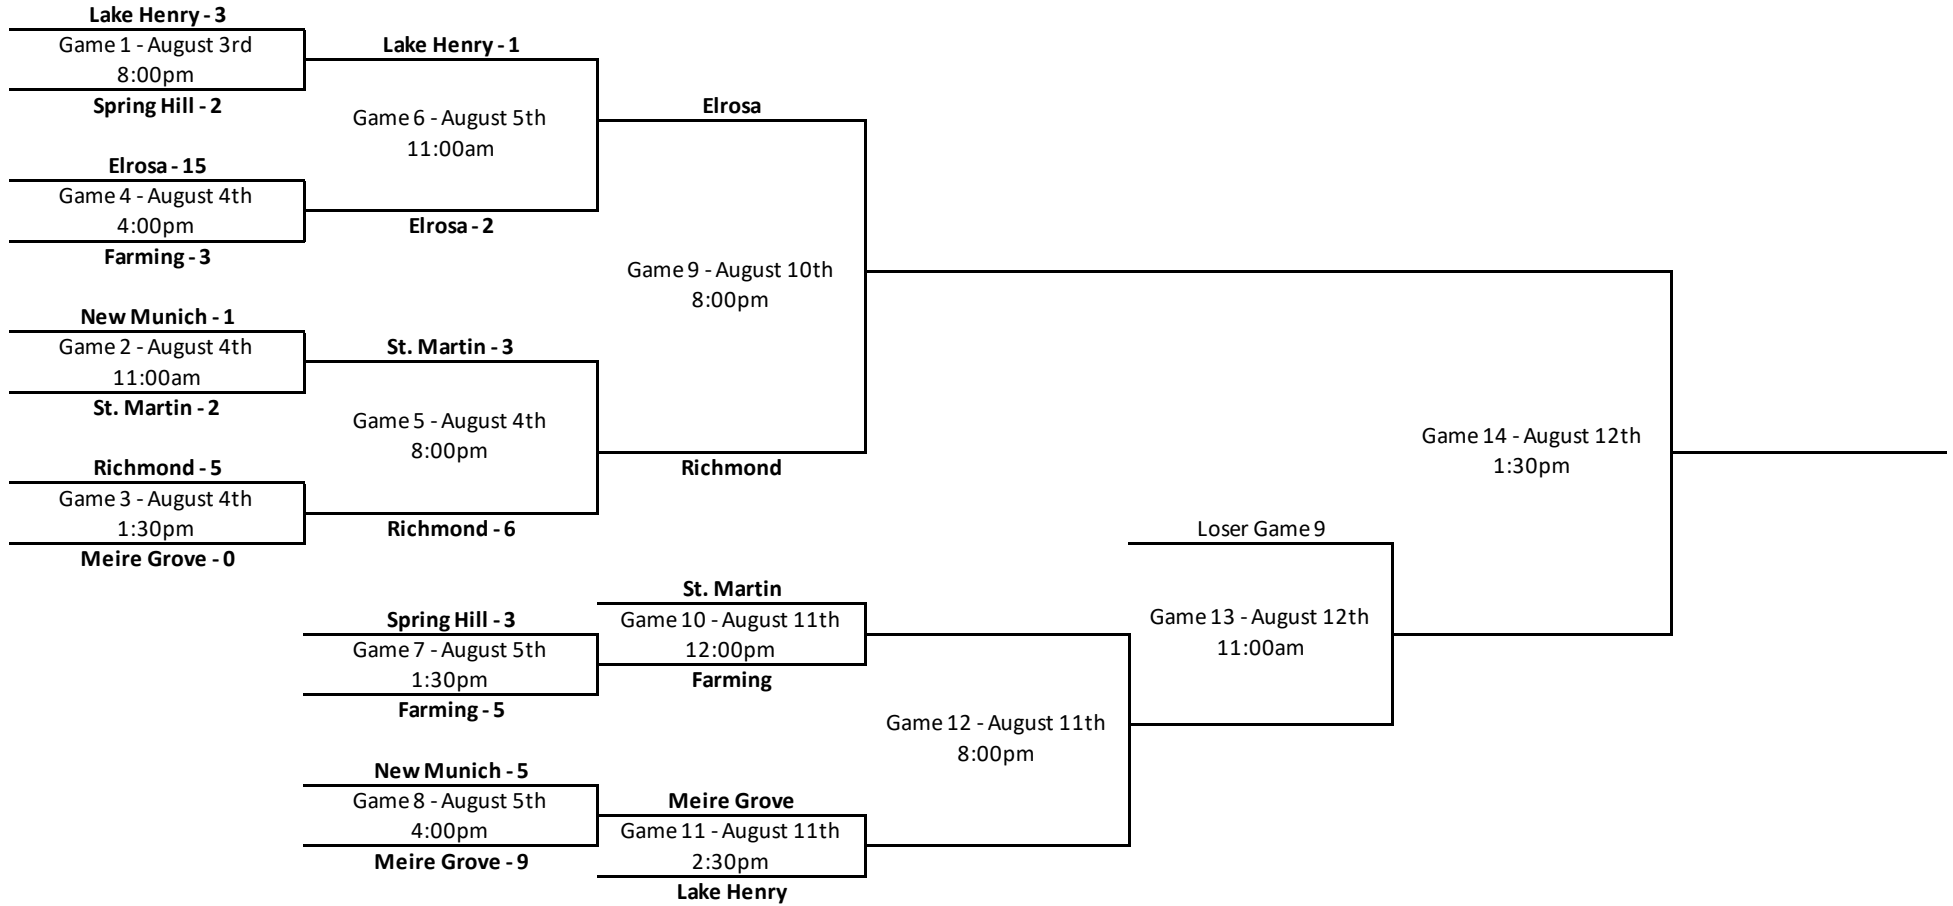 Lake Henry - 3
Game 1 - August 3rd
8:00pm
Spring Hill - 2
Elrosa - 15
Game 4 - August 4th
4:00pm
Farming - 3
New Munich - 1
Game 2 - August 4th
11:00am
St. Martin - 2
Richmond - 5
Game 3 - August 4th
1:30pm
Meire Grove - 0
Lake Henry - 1
Game 6 - August 5th
11:00am
Elrosa - 2
St. Martin - 3
Game 5 - August 4th
8:00pm
Richmond - 6
Spring Hill - 3
Game 7 - August 5th
1:30pm
Farming - 5
New Munich - 5
Game 8 - August 5th
4:00pm
Meire Grove - 9
Elrosa
Game 9 - August 10th
8:00pm
Richmond
St. Martin
Game 10 - August 11th
12:00pm
Farming
Meire Grove
Game 11 - August 11th
2:30pm
Lake Henry
Game 12 - August 11th
8:00pm
Loser Game 9
Game 13 - August 12th
11:00am
Game 14 - August 12th
1:30pm